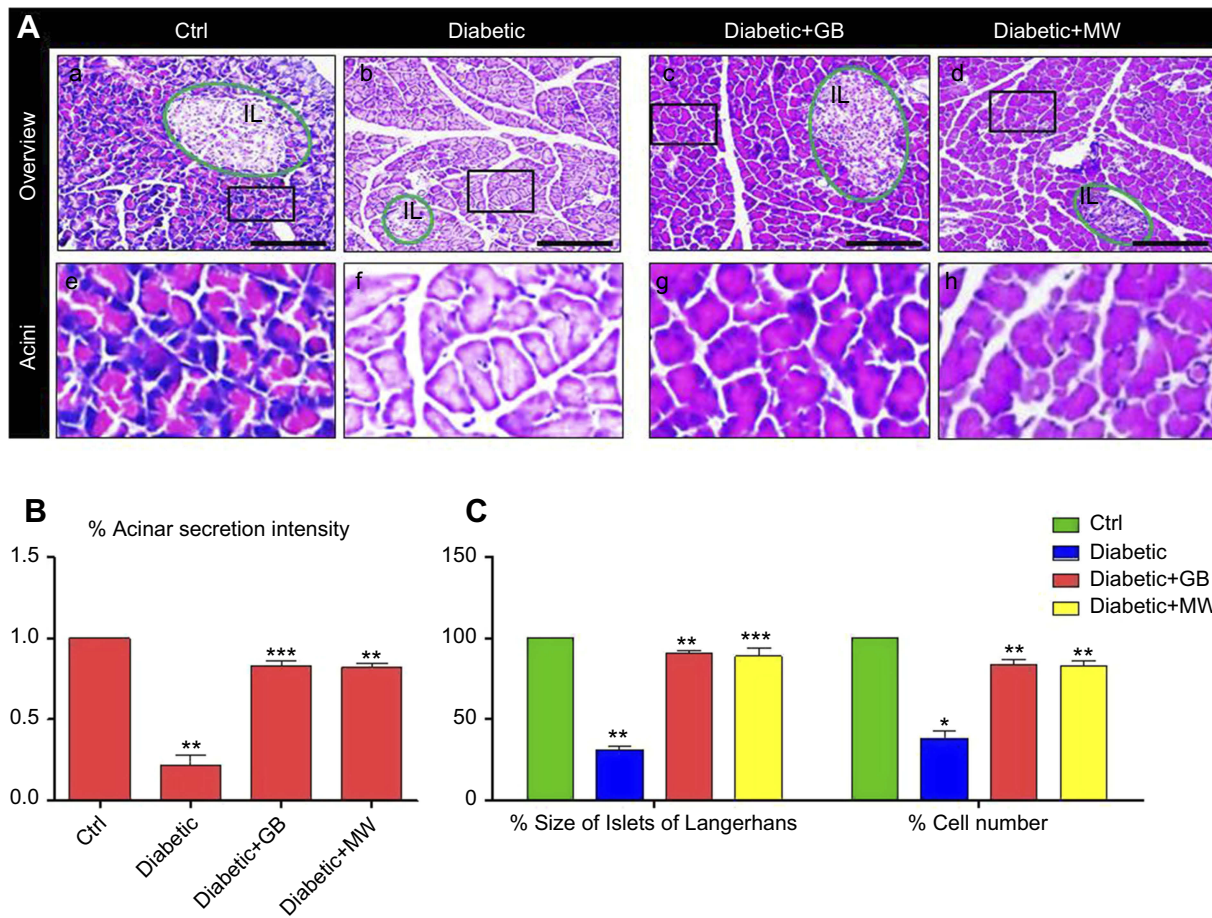 A
Ctrl
Diabetic
Diabetic+GB
Diabetic+MW
Overview
a
IL
b
IL
c
IL
d
IL
Acini
e
f
g
h
B
% Acinar secretion intensity
1.5
1.0
0.5
0.0
***
**
**
Ctrl
Diabetic
Diabetic+GB
Diabetic+MW
C
Ctrl
Diabetic
Diabetic+GB
Diabetic+MW
150
100
50
0
**
***
**
**
**
*
% Size of Islets of Langerhans
% Cell number